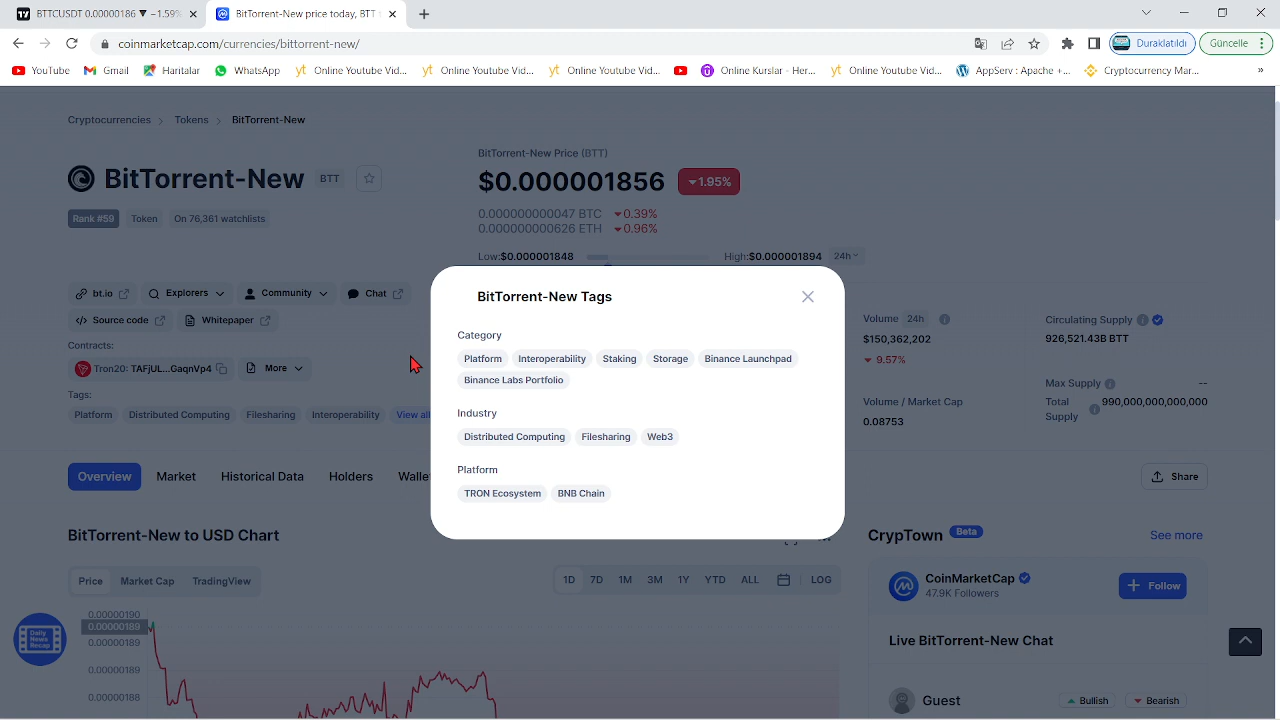 BTTCUSDT 0.00000186 ▼ −1.59%
BitTorrent-New price today, BTT
coinmarketcap.com/currencies/bittorrent-new/
Duraklatıldı
Güncelle
YouTube
Gmail
Haritalar
WhatsApp
Online Youtube Vid...
Online Youtube Vid...
Online Youtube Vid...
Online Kurslar - Her...
Online Youtube Vid...
AppServ : Apache +...
Cryptocurrency Mar...
»
Cryptocurrencies > Tokens > BitTorrent-New
BitTorrent-New BTT
Rank #59 Token On 76,361 watchlists
BitTorrent-New Price (BTT)
$0.000001856 1.95%
0.000000000047 BTC 0.39%
0.000000000626 ETH 0.96%
Low:$0.000001848 High:$0.000001894 24h
bt.io Explorers Community Chat
Source code Whitepaper
Contracts:
Tron20: TAFjUL...GaqnVp4 More
Tags:
Platform Distributed Computing Filesharing Interoperability View all
BitTorrent-New Tags
Category
Platform Interoperability Staking Storage Binance Launchpad
Binance Labs Portfolio
Industry
Distributed Computing Filesharing Web3
Platform
TRON Ecosystem BNB Chain
Volume 24h
$150,362,202
9.57%
Volume / Market Cap
0.08753
Circulating Supply
926,521.43B BTT
Max Supply --
Total Supply 990,000,000,000,000
Overview Market Historical Data Holders Walle
Share
BitTorrent-New to USD Chart
Price Market Cap TradingView
1D 7D 1M 3M 1Y YTD ALL LOG
0.00000190
0.00000189
0.00000189
0.00000189
0.00000188
Daily
News
Recap
CrypTown Beta See more
CoinMarketCap
47.9K Followers
+ Follow
Live BitTorrent-New Chat
Guest Bullish Bearish